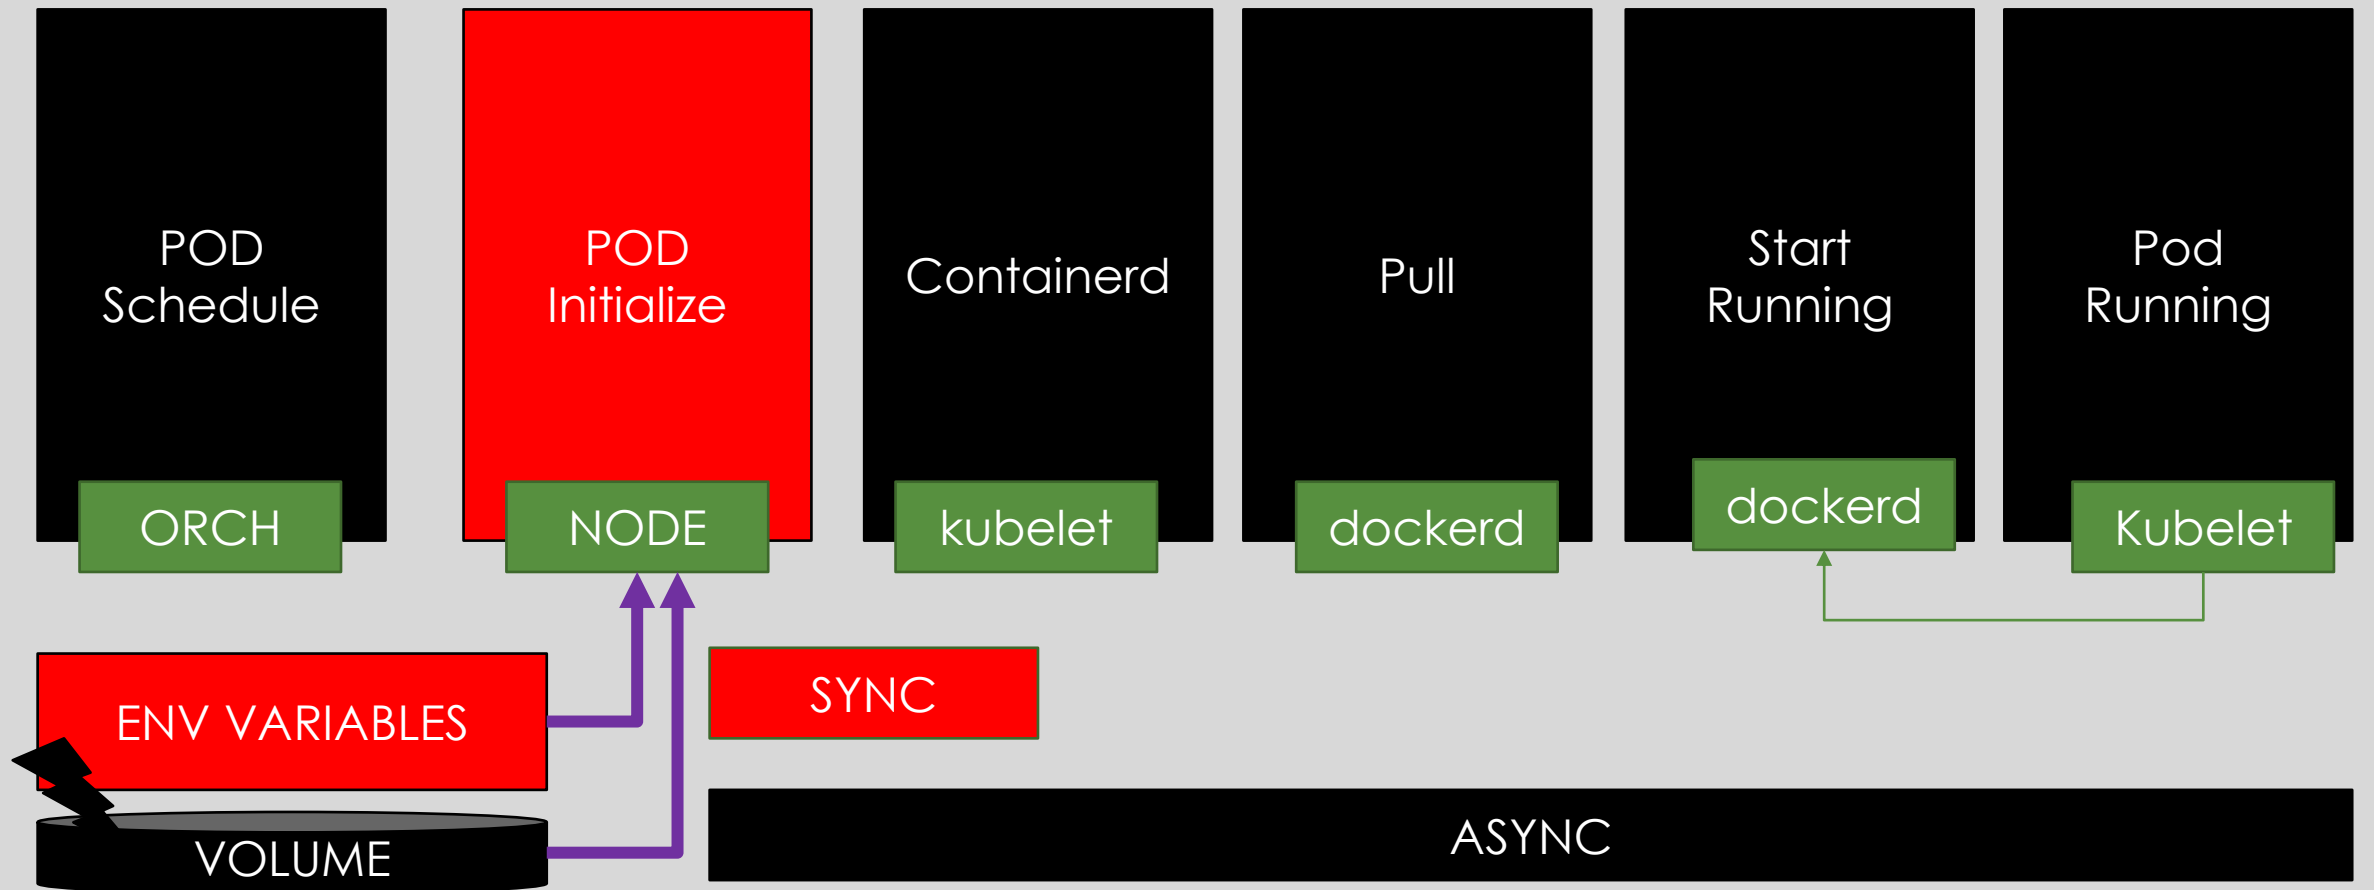 POD
Schedule
POD
Initialize
Containerd
Pull
Start
Running
Pod
Running
ORCH
NODE
kubelet
dockerd
dockerd
Kubelet
ENV VARIABLES
SYNC
VOLUME
ASYNC